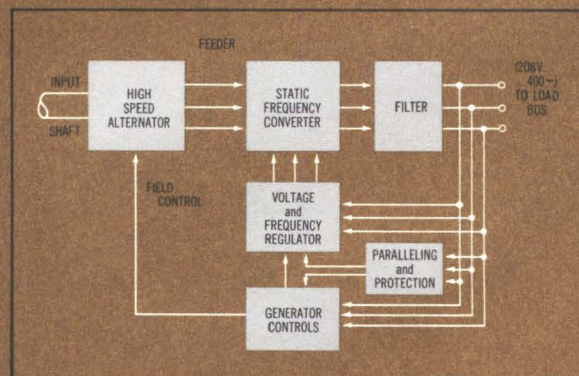 FEEDER
INPUT
SHAFT
HIGH
SPEED
ALTERNATOR
STATIC
FREQUENCY
CONVERTER
FILTER
(208V.
400~)
TO LOAD
BUS
FIELD
CONTROL
VOLTAGE
and
FREQUENCY
REGULATOR
PARALLELING
and
PROTECTION
GENERATOR
CONTROLS